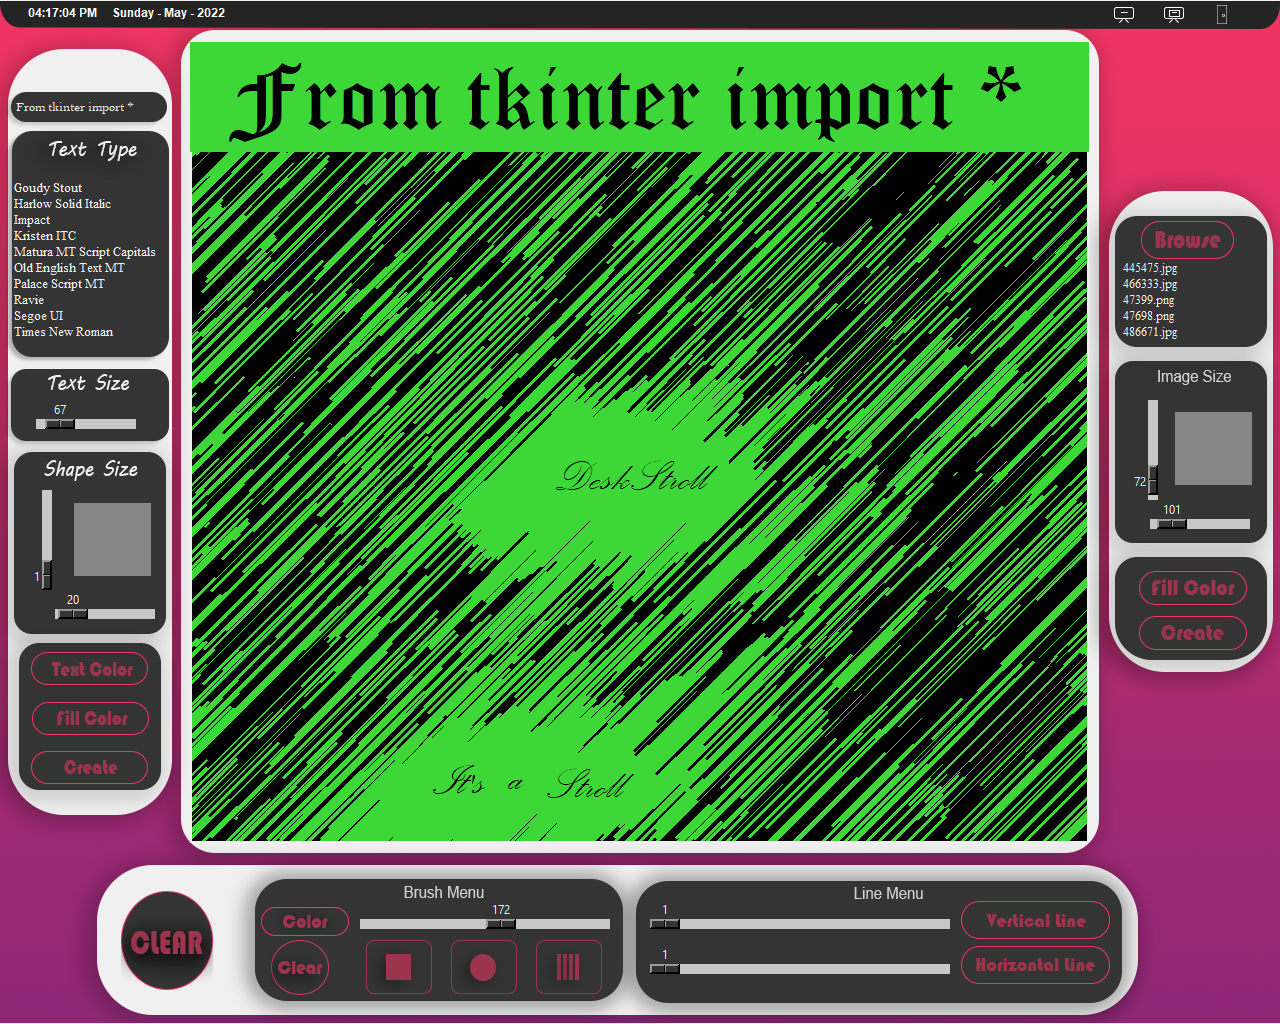 04:17:04 PM Sunday - May - 2022
From tkinter import *
From tkinter import *
Text Type
Goudy Stout
Harlow Solid Italic
Impact
Kristen ITC
Matura MT Script Capitals
Old English Text MT
Palace Script MT
Ravie
Segoe UI
Times New Roman
Text Size
67
Shape Size
1
20
Text Color
Fill Color
Create
DeskStroll
It's a Stroll
Browse
445475.jpg
466333.jpg
47399.png
47698.png
486671.jpg
Image Size
72
101
Fill Color
Create
CLEAR
Brush Menu
Color
172
Clear
Line Menu
1
Vertical Line
1
Horizontal Line